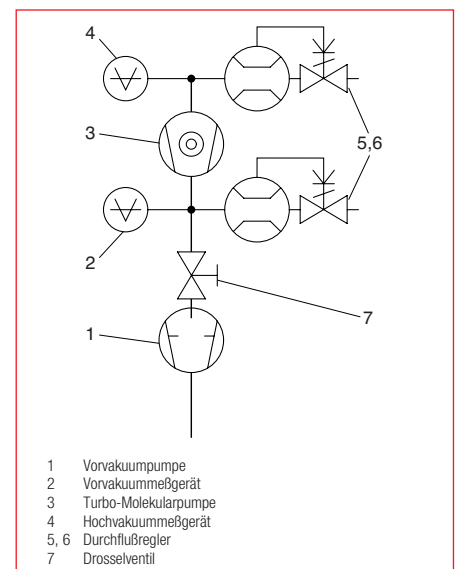 4
3
5,6
2
7
1
1 Vorvakuumpumpe
2 Vorvakuummeßgerät
3 Turbo-Molekularpumpe
4 Hochvakuummeßgerät
5, 6 Durchflußregler
7 Drosselventil